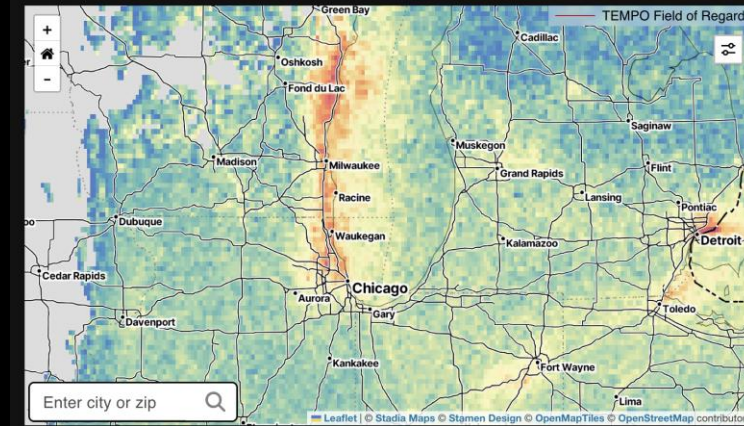 Green Bay
TEMPO Field of Regard
+
-
Cadillac
Oshkosh
Fond du Lac
Saginaw
Muskegon
Madison
Milwaukee
Grand Rapids
Flint
Racine
Lansing
Pontiac
Dubuque
Waukegan
Kalamazoo
Detroit
Cedar Rapids
Chicago
Aurora
Gary
Toledo
Davenport
Kankakee
Fort Wayne
Enter city or zip
Lima
Leaflet | © Stadia Maps © Stamen Design © OpenMapTiles © OpenStreetMap contributor